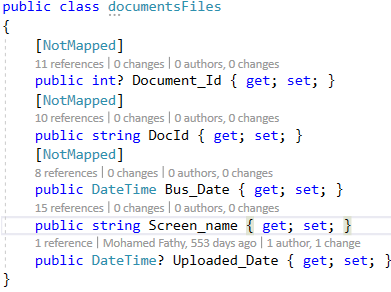 public class documentsFiles
{
[NotMapped]
11 references | 0 changes | 0 authors, 0 changes
public int? Document_Id { get; set; }
[NotMapped]
10 references | 0 changes | 0 authors, 0 changes
public string DocId { get; set; }
[NotMapped]
8 references | 0 changes | 0 authors, 0 changes
public DateTime Bus_Date { get; set; }
15 references | 0 changes | 0 authors, 0 changes
public string Screen_name { get; set; }
1 reference | Mohamed Fathy, 553 days ago | 1 author, 1 change
public DateTime? Uploaded_Date { get; set; }
}